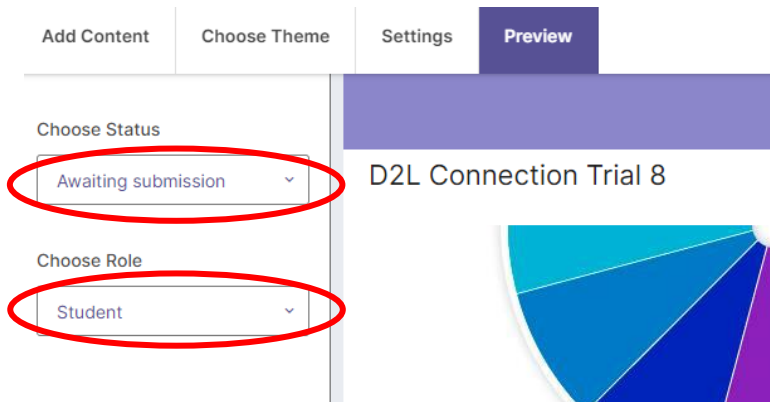 Add Content
Choose Theme
Settings
Preview
Choose Status
Awaiting submission
Choose Role
Student
D2L Connection Trial 8